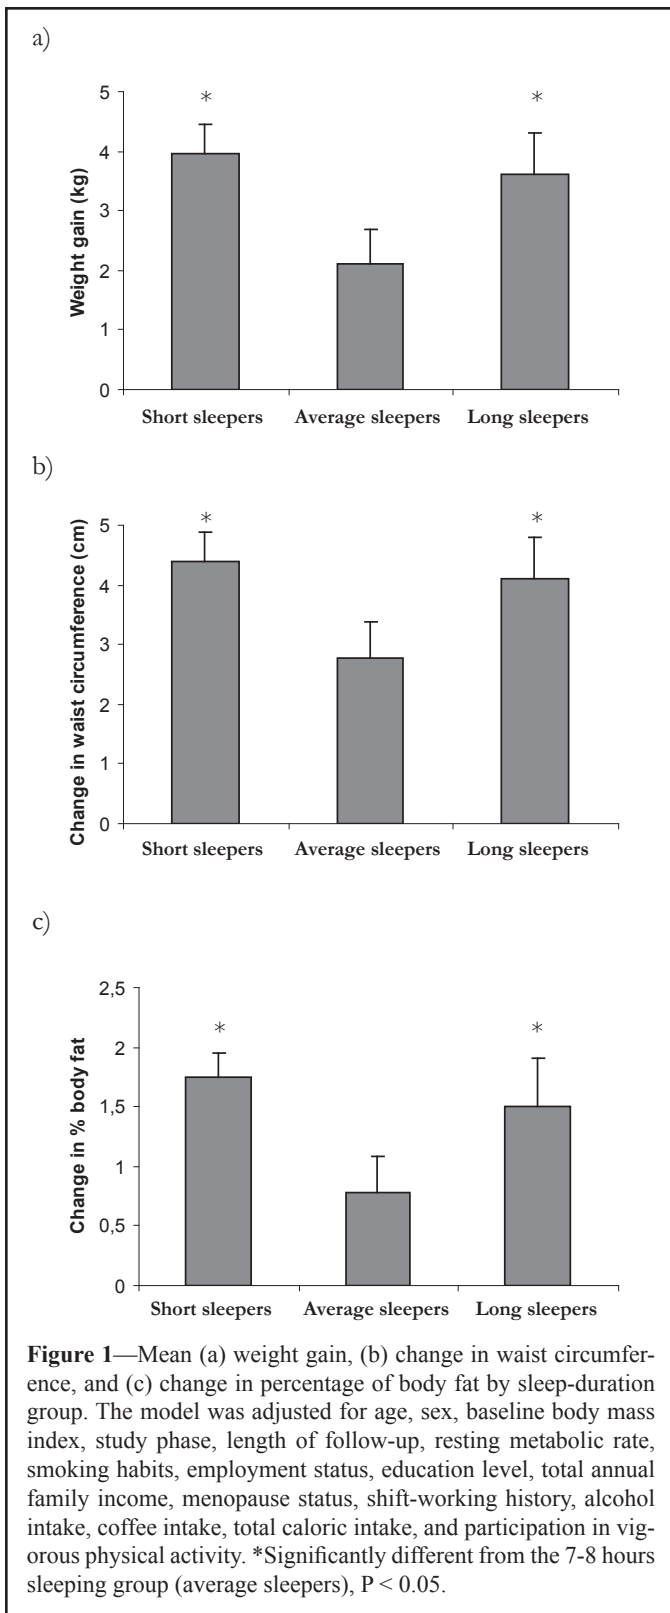 a)
5
*
*
4
3
2
1
0
Weight gain (kg)
Short sleepers Average sleepers Long sleepers
b)
5
*
*
4
3
2
1
0
Change in waist circumference (cm)
Short sleepers Average sleepers Long sleepers
c)
2,5
*
*
2
1,5
1
0,5
0
Change in % body fat
Short sleepers Average sleepers Long sleepers
Figure 1—Mean (a) weight gain, (b) change in waist circumfer-
ence, and (c) change in percentage of body fat by sleep-duration
group. The model was adjusted for age, sex, baseline body mass
index, study phase, length of follow-up, resting metabolic rate,
smoking habits, employment status, education level, total annual
family income, menopause status, shift-working history, alcohol
intake, coffee intake, total caloric intake, and participation in vig-
orous physical activity. *Significantly different from the 7-8 hours
sleeping group (average sleepers), P < 0.05.